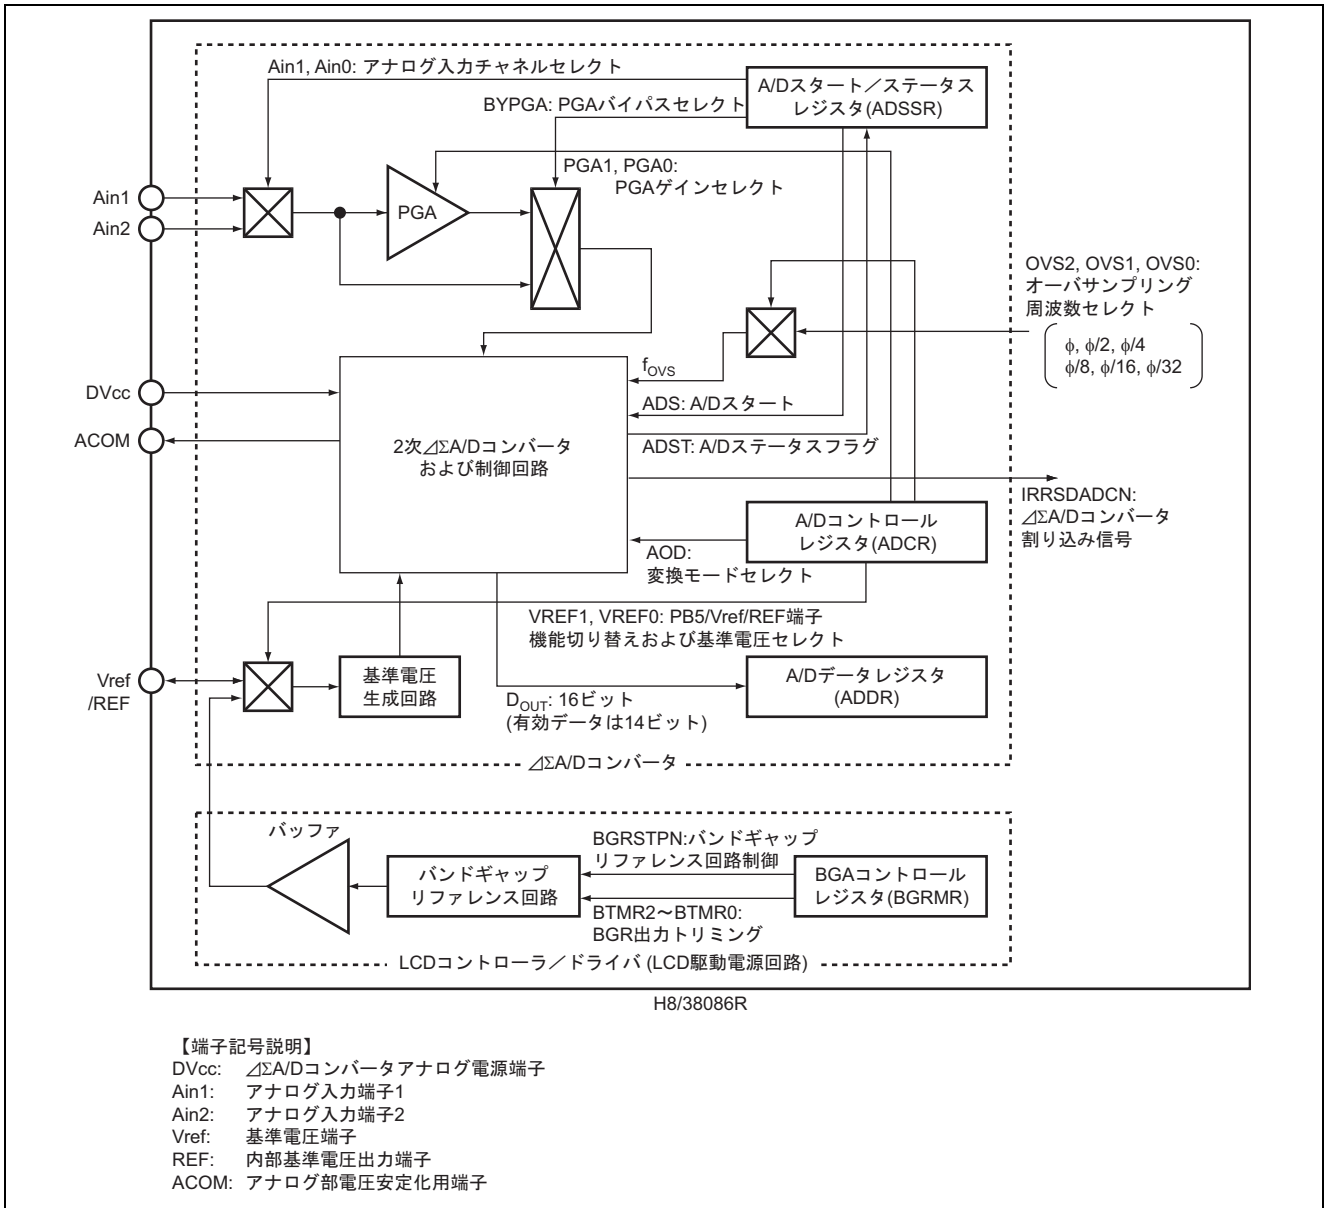 Ain1, Ain0: アナログ入力チャネルセレクト
A/Dスタート／ステータス
レジスタ(ADSSR)
BYPGA: PGAバイパスセレクト
PGA1, PGA0:
PGAゲインセレクト
Ain1
Ain2
PGA
OVS2, OVS1, OVS0:
オーバサンプリング
周波数セレクト
φ, φ/2, φ/4
φ/8, φ/16, φ/32
fOVS
DVcc
ADS: A/Dスタート
ACOM
ADST: A/Dステータスフラグ
2次⊿ΣA/Dコンバータ
および制御回路
IRRSDADCN:
⊿ΣA/Dコンバータ
割り込み信号
A/Dコントロール
レジスタ(ADCR)
AOD:
変換モードセレクト
VREF1, VREF0: PB5/Vref/REF端子
機能切り替えおよび基準電圧セレクト
Vref
/REF
基準電圧
生成回路
A/Dデータレジスタ
(ADDR)
DOUT: 16ビット
(有効データは14ビット)
⊿ΣA/Dコンバータ
バッファ
BGRSTPN:バンドギャップ
リファレンス回路制御
バンドギャップ
リファレンス回路
BGAコントロール
レジスタ(BGRMR)
BTMR2〜BTMR0:
BGR出力トリミング
LCDコントローラ／ドライバ (LCD駆動電源回路)
H8/38086R
【端子記号説明】
DVcc: ⊿ΣA/Dコンバータアナログ電源端子
Ain1: アナログ入力端子1
Ain2: アナログ入力端子2
Vref: 基準電圧端子
REF: 内部基準電圧出力端子
ACOM: アナログ部電圧安定化用端子